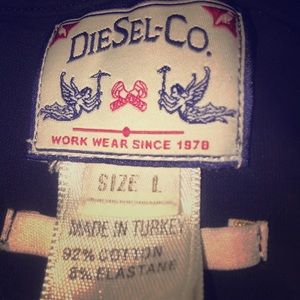 DIESEL-CO.
WORK WEAR SINCE 1978
SIZE L
MADE IN TURKEY
92% COTTON
8% ELASTANE